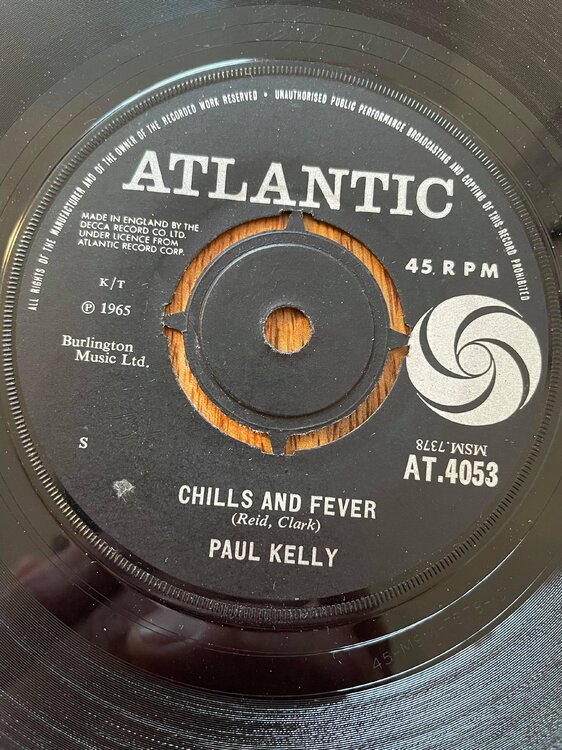 ALL RIGHTS OF THE MANUFACTURER AND OF THE OWNER OF THE RECORDED WORK RESERVED • UNAUTHORISED PUBLIC PERFORMANCE BROADCASTING AND COPYING OF THIS RECORD PROHIBITED
ATLANTIC
MADE IN ENGLAND BY THE
DECCA RECORD CO LTD.
UNDER LICENCE FROM
ATLANTIC RECORD CORP.
45 RPM
K/T
℗ 1965
Burlington
Music Ltd.
S
MSM.7378
AT.4053
CHILLS AND FEVER
(Reid, Clark)
PAUL KELLY